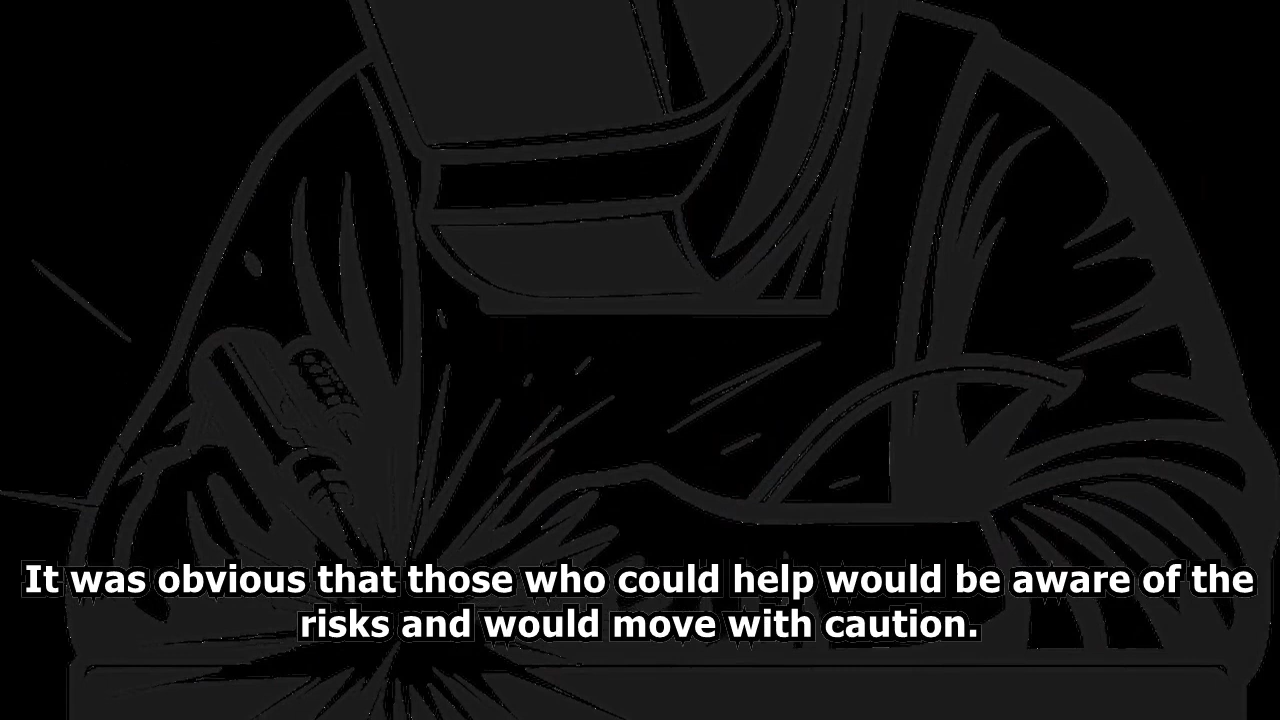 It was obvious that those who could help would be aware of the
risks and would move with caution.